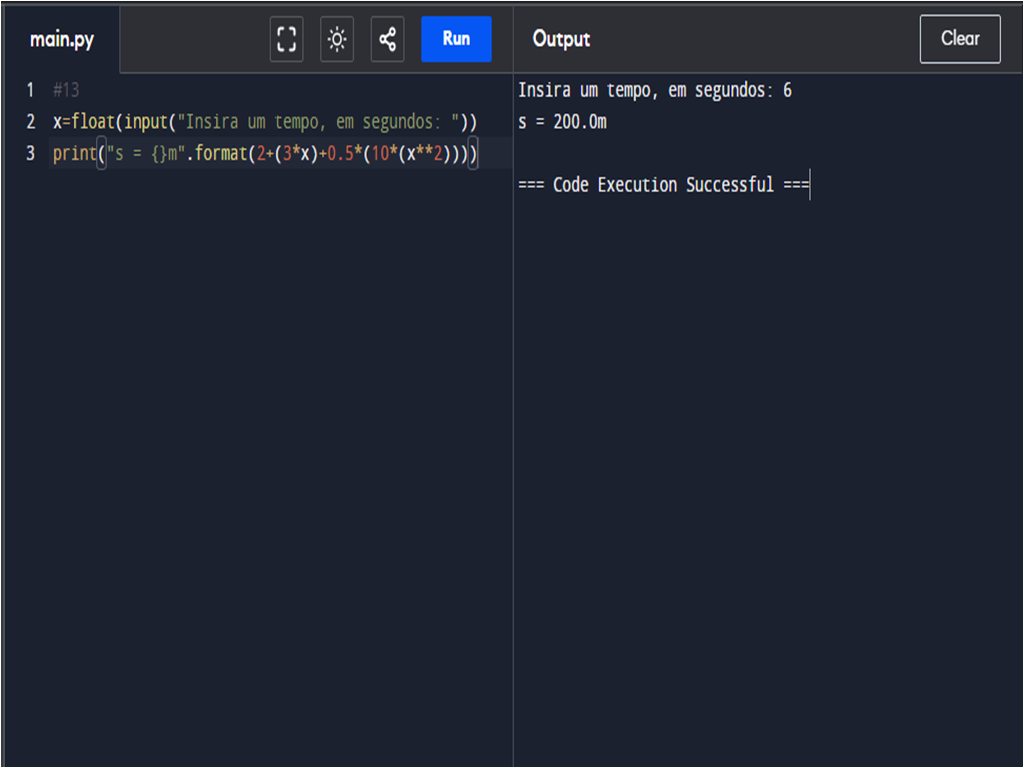 main.py
Run
1 #13
2 x=float(input("Insira um tempo, em segundos: "))
3 print("s = {}m".format(2+(3*x)+0.5*(10*(x**2))))
Output
Clear
Insira um tempo, em segundos: 6
s = 200.0m
=== Code Execution Successful ===